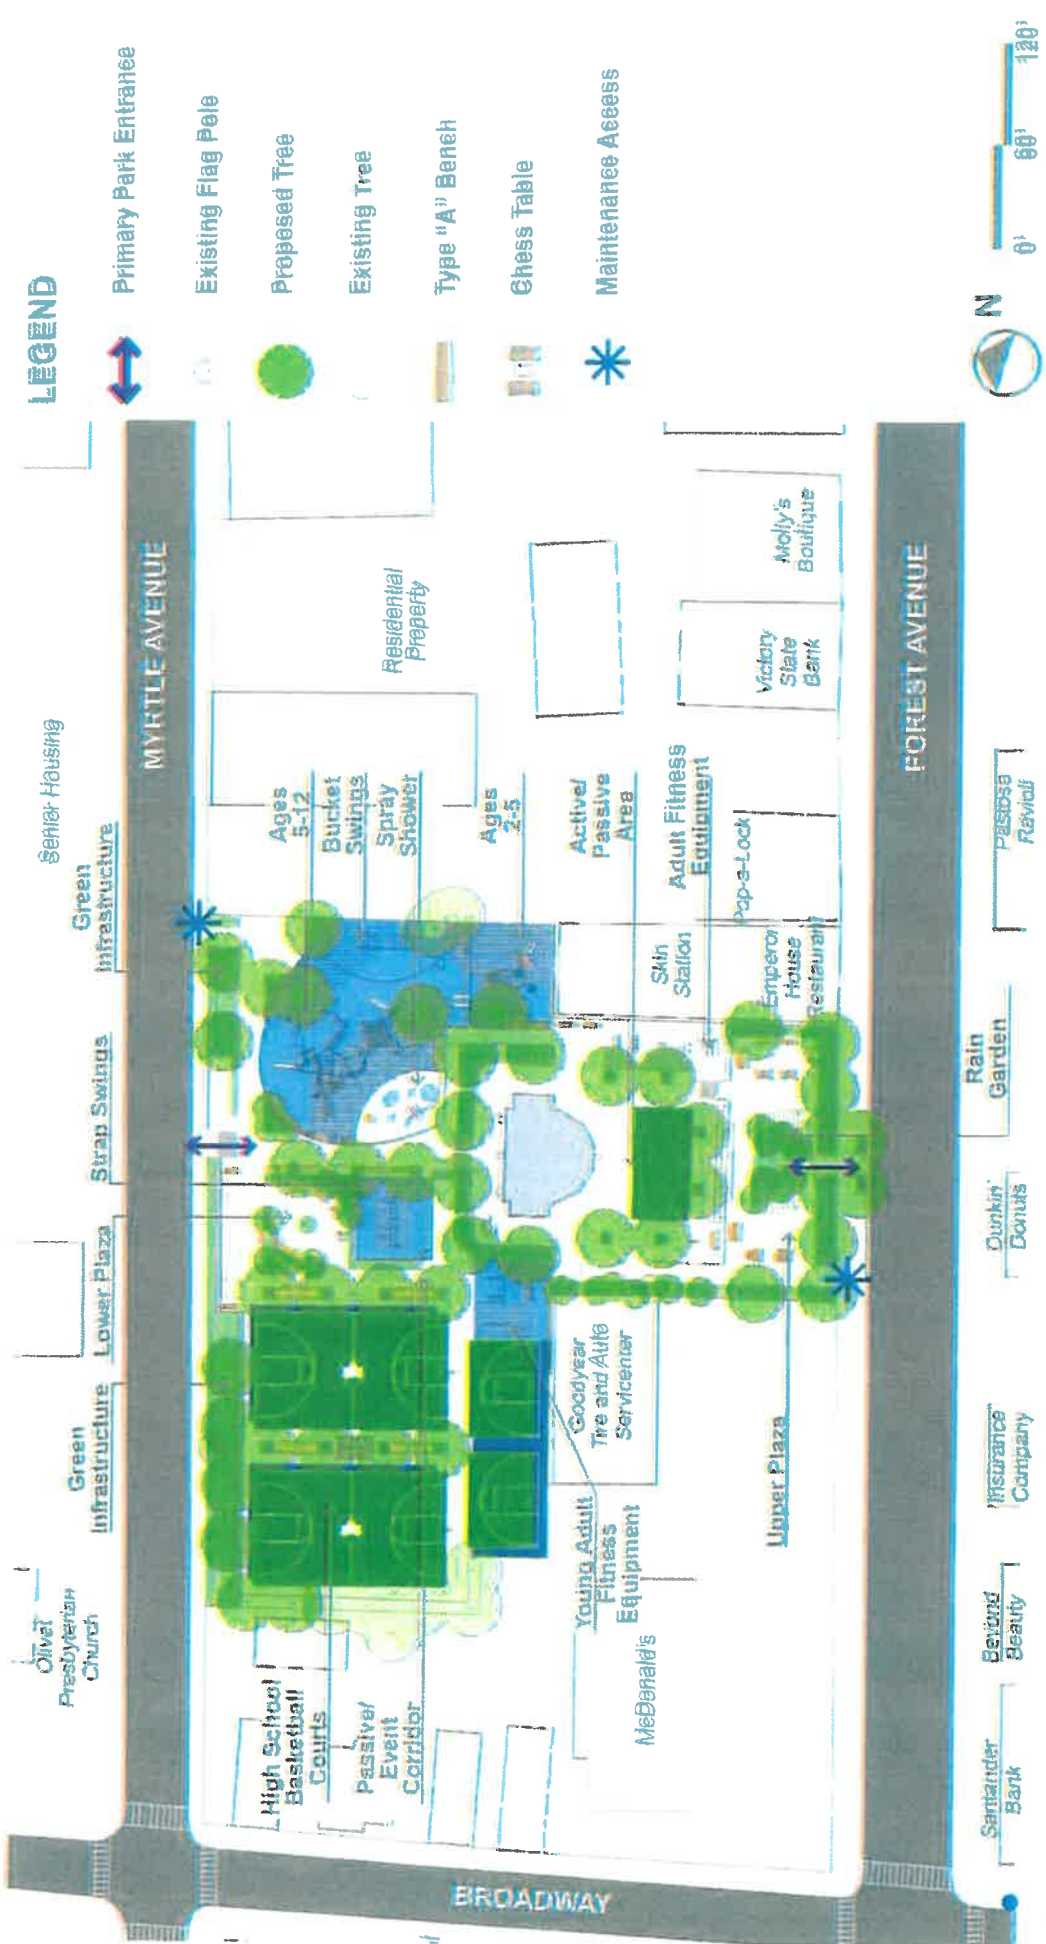 LEGEND
Primary Park Entrance
Existing Flag Pole
Proposed Tree
Existing Tree
Type "A" Bench
Chess Table
Maintenance Access
N
0'
60'
120'
MYRTLE AVENUE
FOREST AVENUE
BROADWAY
Olivet
Presbyterian
Church
Green
Infrastructure
Lower Plaza
Strap Swings
Green
Infrastructure
Senior Housing
High School
Basketball
Courts
Passive/
Event
Corridor
Ages
5-12
Bucket
Swings
Spray
Shower
Ages
2-5
Active/
Passive
Area
Adult Fitness
Equipment
Residential
Property
McDonald's
Young Adult
Fitness
Equipment
Goodyear
Tire and Auto
Servicenter
Upper Plaza
Skin
Station
Emperor
House
Restaurant
Pop-a-Lock
Victory
State
Bank
Molly's
Boutique
Santander
Bank
Beyond
Beauty
Insurance
Company
Dunkin'
Donuts
Rain
Garden
Pastosa
Ravioli